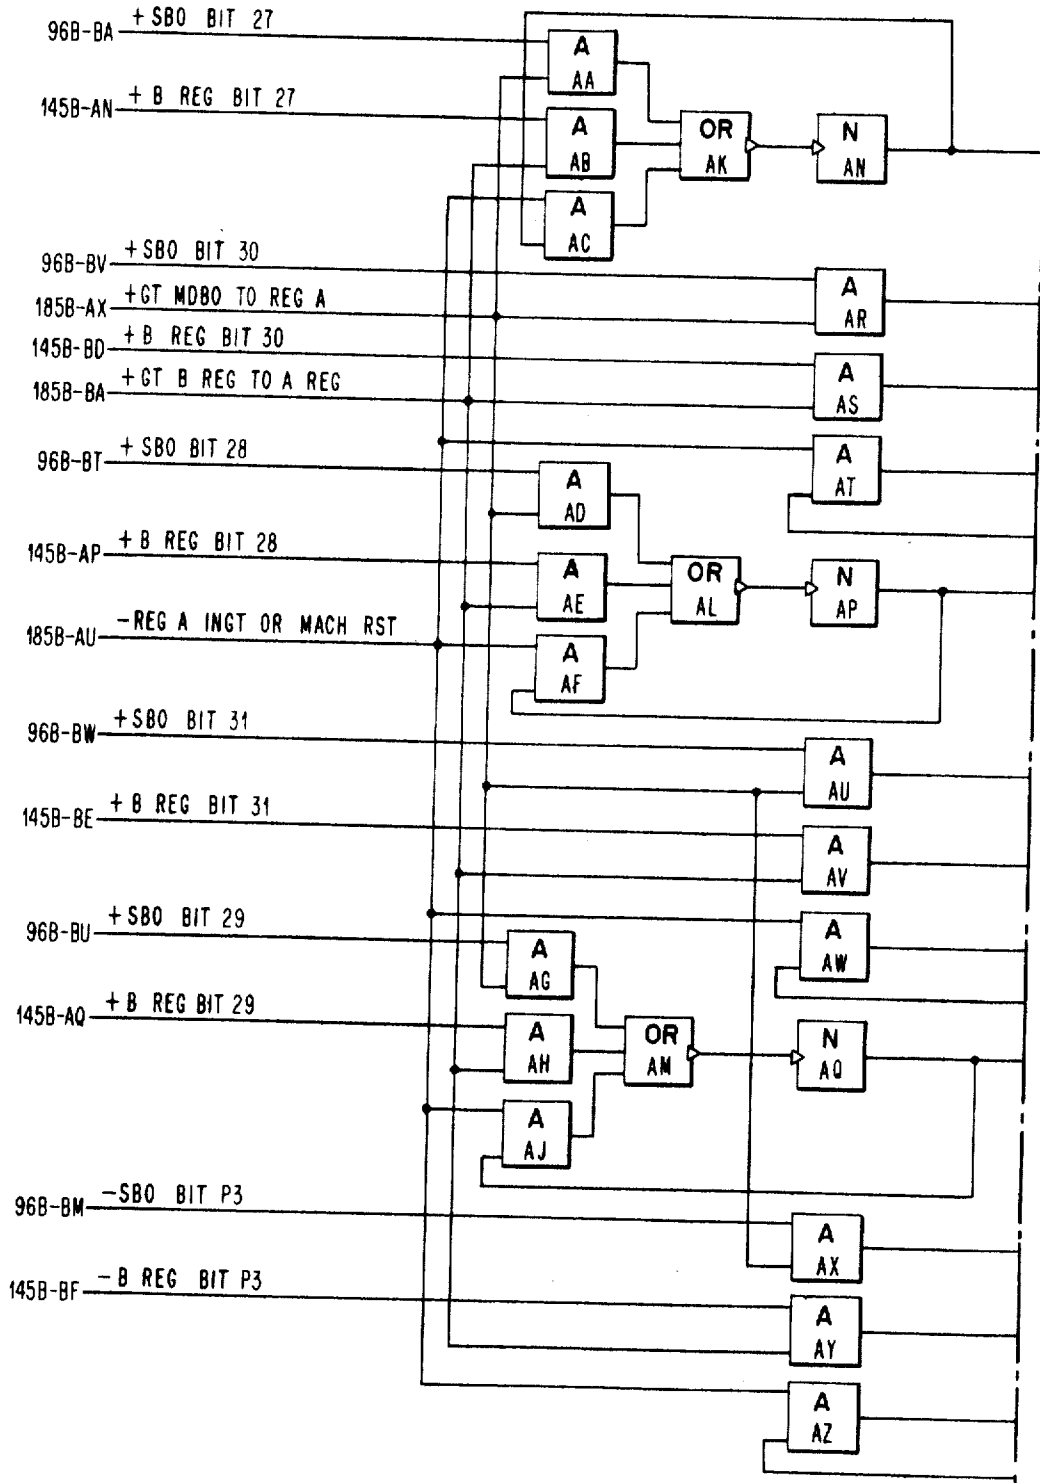 96B-BA + SBO BIT 27
A
AA
145B-AN + B REG BIT 27
A
AB
OR
AK
N
AN
A
AC
96B-BV +SBO BIT 30
A
AR
185B-AX +GT MDBO TO REG A
145B-BD +B REG BIT 30
A
AS
185B-BA +GT B REG TO A REG
96B-BT +SBO BIT 28
A
AT
A
AD
145B-AP + B REG BIT 28
A
AE
OR
AL
N
AP
185B-AU -REG A INGT OR MACH RST
A
AF
96B-BW +SBO BIT 31
A
AU
145B-BE + B REG BIT 31
A
AV
96B-BU +SBO BIT 29
A
AW
A
AG
145B-AQ + B REG BIT 29
A
AH
OR
AM
N
AQ
A
AJ
96B-BM -SBO BIT P3
A
AX
145B-BF - B REG BIT P3
A
AY
A
AZ